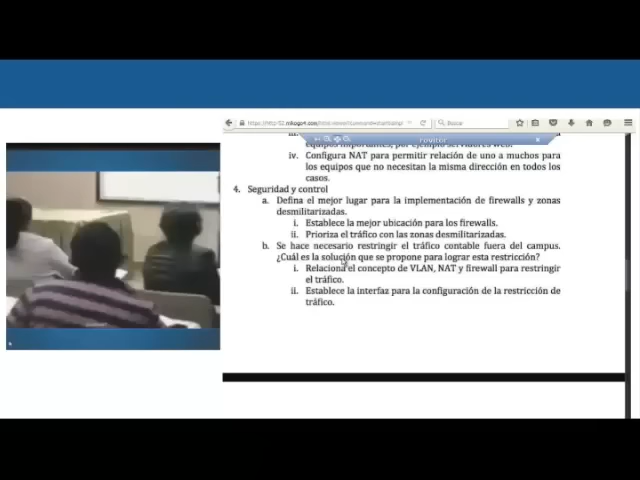 Buscar
rovitor
equipos importantes, por ejemplo servidores web.
iv. Configura NAT para permitir relación de uno a muchos para
los equipos que no necesitan la misma dirección en todos los
casos.
4. Seguridad y control
a. Defina el mejor lugar para la implementación de firewalls y zonas
desmilitarizadas.
i. Establece la mejor ubicación para los firewalls.
ii. Prioriza el tráfico con las zonas desmilitarizadas.
b. Se hace necesario restringir el tráfico contable fuera del campus.
¿Cuál es la solución que se propone para lograr esta restricción?
i. Relaciona el concepto de VLAN, NAT y firewall para restringir
el tráfico.
ii. Establece la interfaz para la configuración de la restricción de
tráfico.